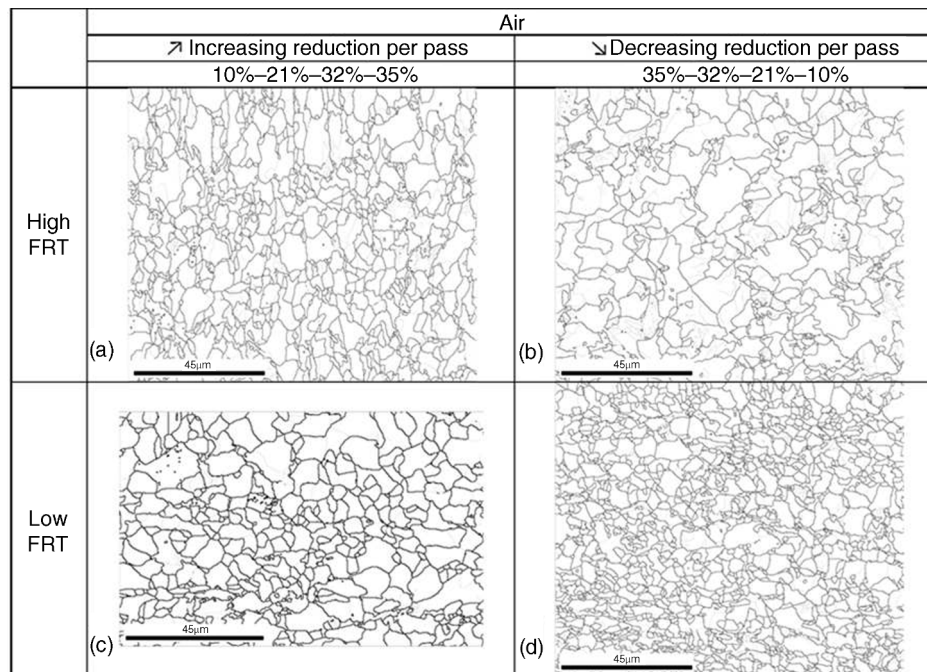 Air
↗ Increasing reduction per pass
↘ Decreasing reduction per pass
10%–21%–32%–35%
35%–32%–21%–10%
High
FRT
(a)
45μm
(b)
45μm
Low
FRT
(c)
45μm
(d)
45μm